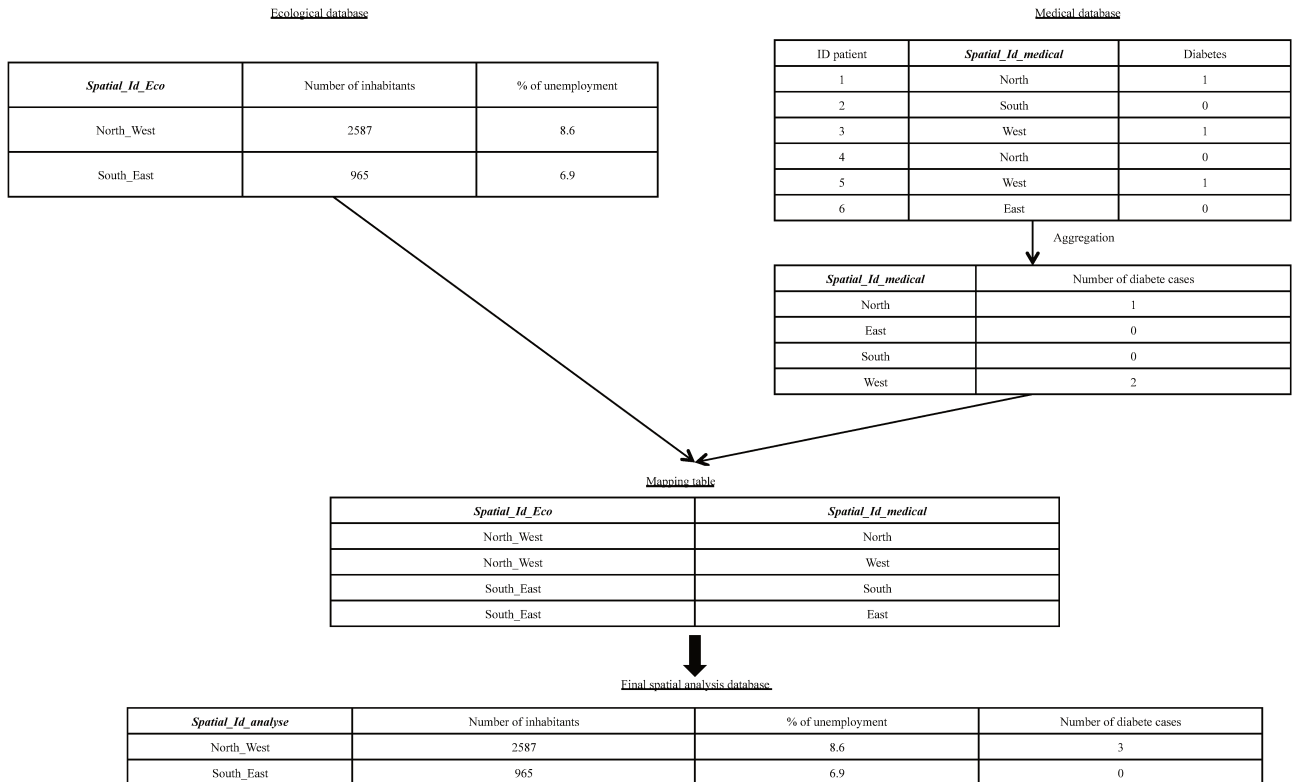 Ecological database
Spatial_Id_Eco Number of inhabitants % of unemployment
North_West 2587 8.6
South_East 965 6.9
Medical database
ID patient Spatial_Id_medical Diabetes
1 North 1
2 South 0
3 West 1
4 North 0
5 West 1
6 East 0
Aggregation
Spatial_Id_medical Number of diabete cases
North 1
East 0
South 0
West 2
Mapping table
Spatial_Id_Eco Spatial_Id_medical
North_West North
North_West West
South_East South
South_East East
Final spatial analysis database
Spatial_Id_analyse Number of inhabitants % of unemployment Number of diabete cases
North_West 2587 8.6 3
South_East 965 6.9 0